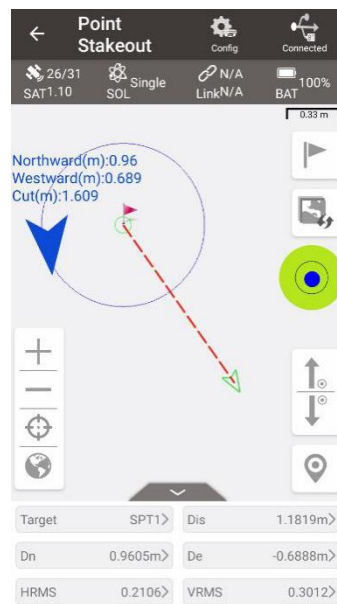 Point
Stakeout
Config
Connected
26/31
SAT1.10
Single
SOL
N/A
LinkN/A
100%
BAT
0.33 m
Northward(m):0.96
Westward(m):0.689
Cut(m):1.609
Target SPT1> Dis 1.1819m>
Dn 0.9605m> De -0.6888m>
HRMS 0.2106> VRMS 0.3012>